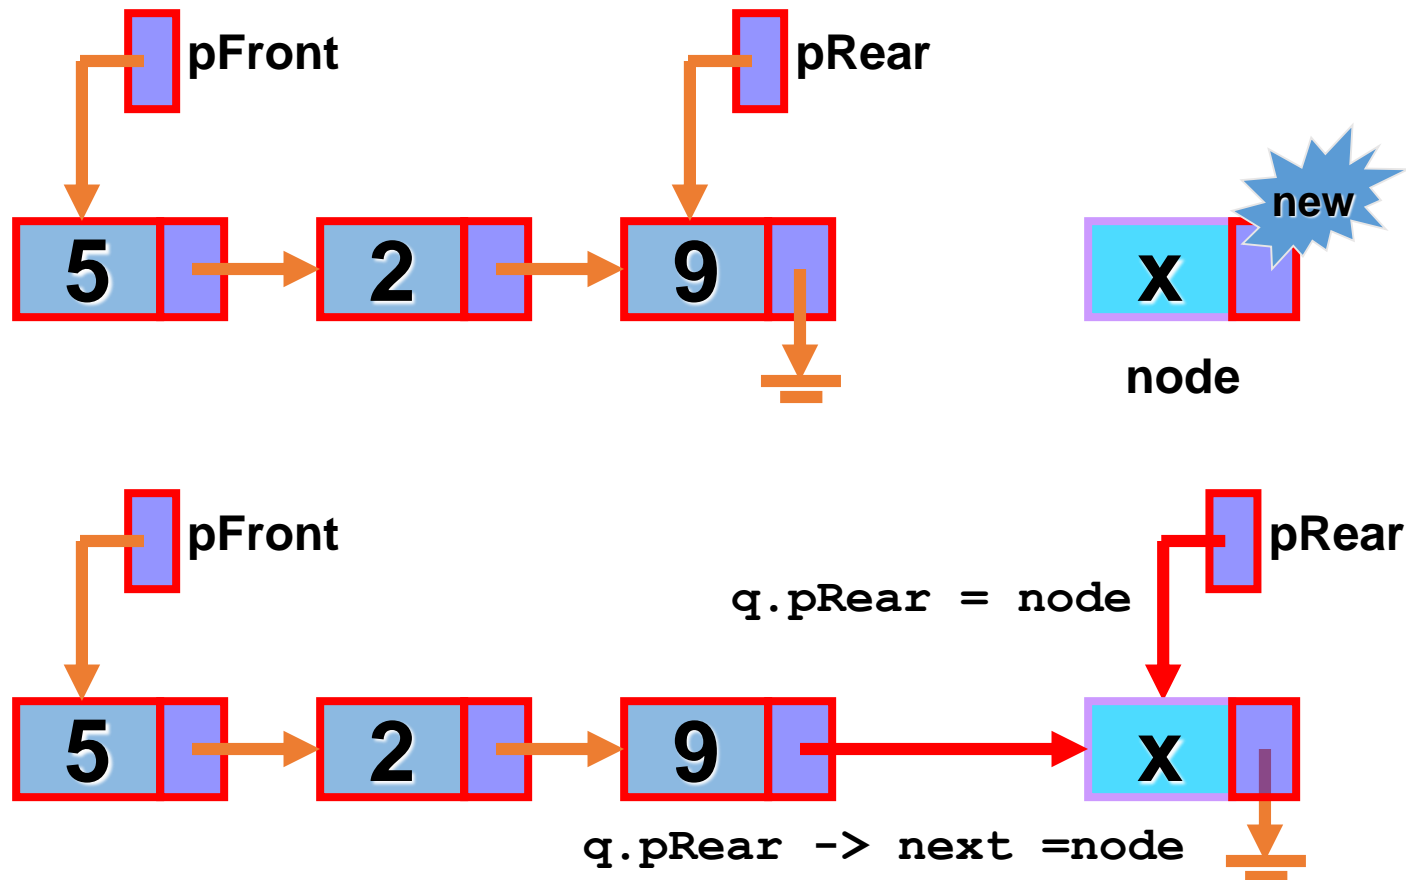 pFront
pRear
new
5
2
9
x
node
pFront
pRear
q.pRear = node
5
2
9
x
q.pRear -> next =node